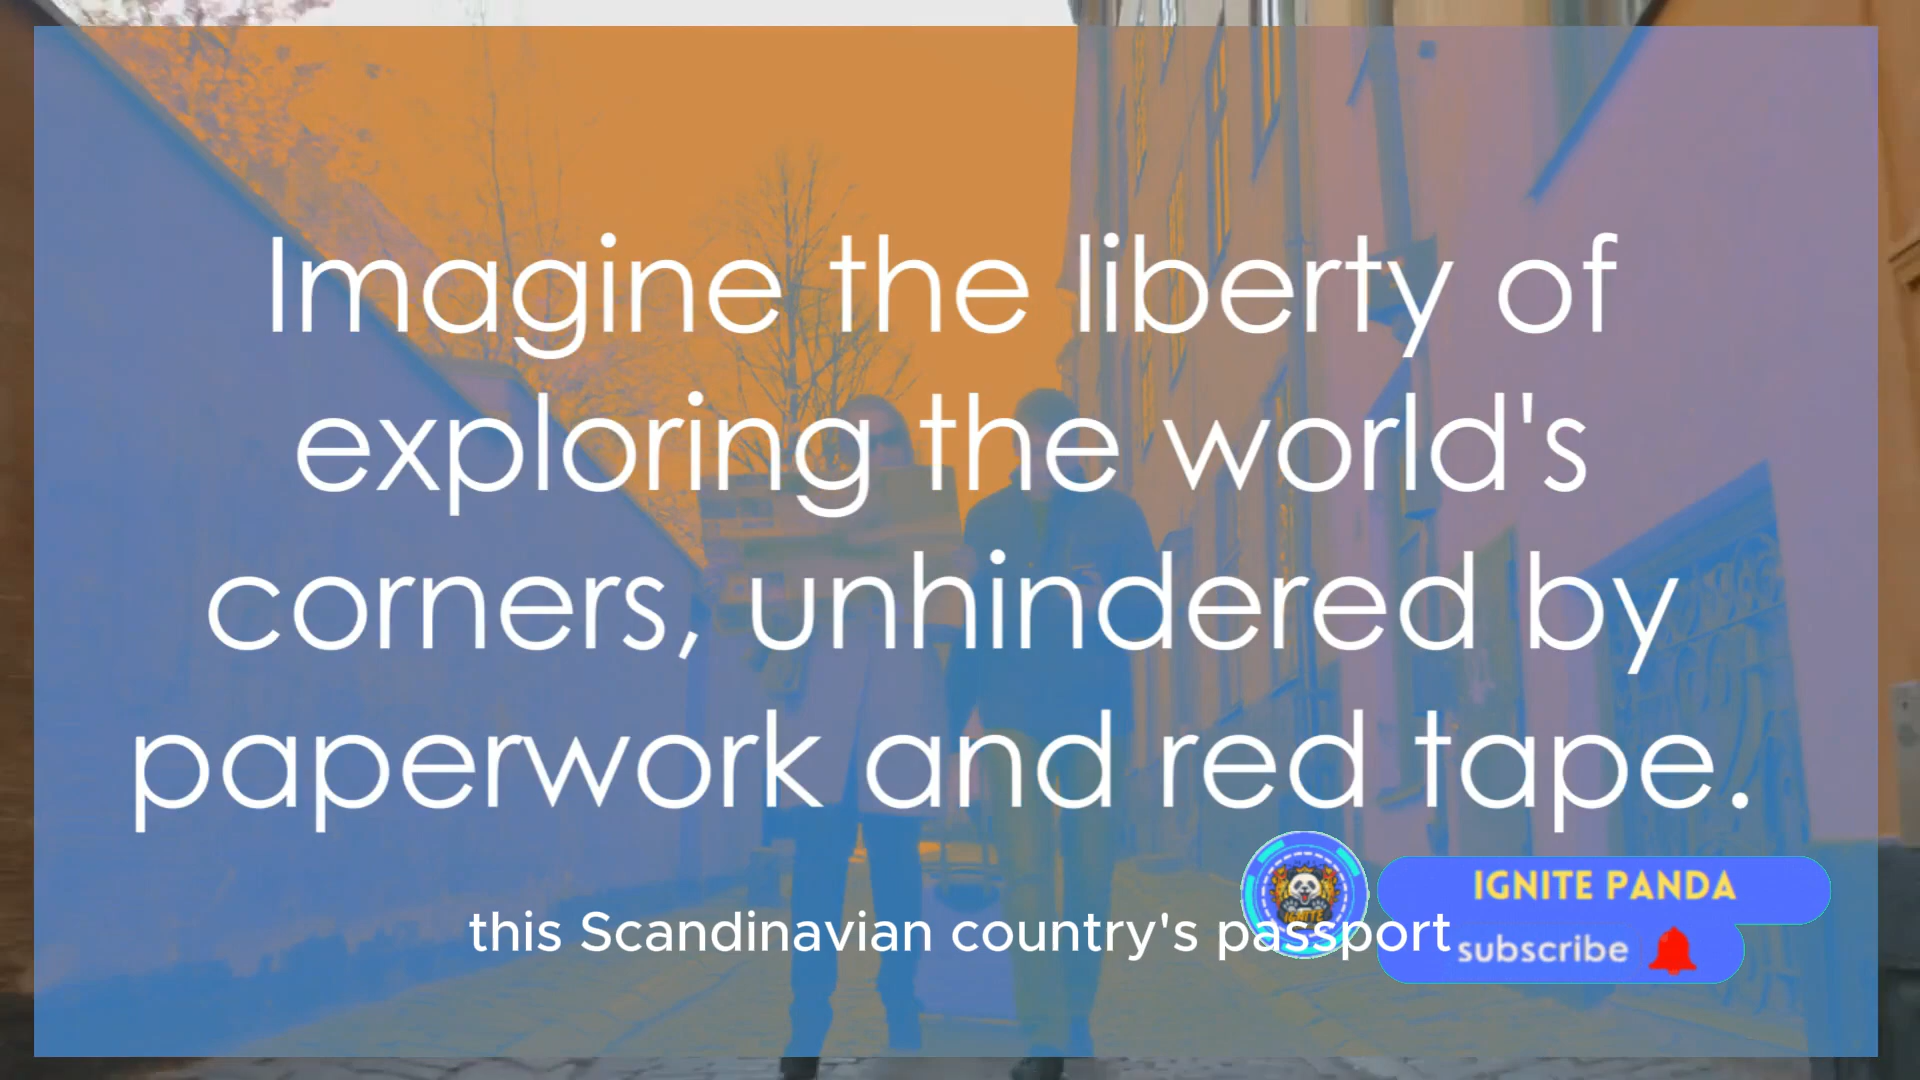 Imagine the liberty of
exploring the world's
corners, unhindered by
paperwork and red tape.
IGNITE PANDA
IGNITE
this Scandinavian country's passport
subscribe